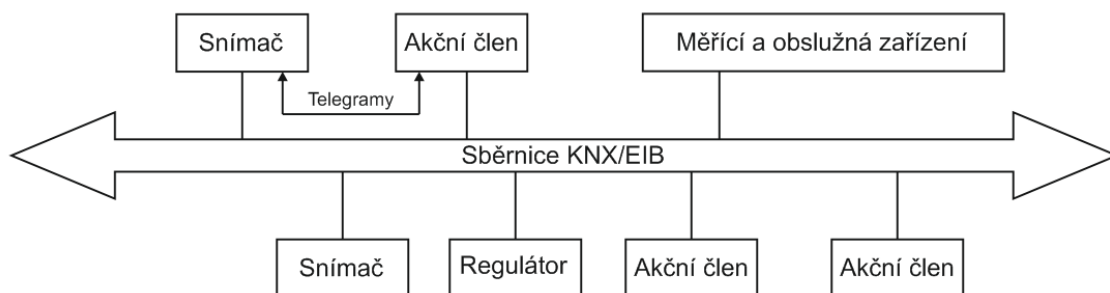 Snímač
Akční člen
Měřící a obslužná zařízení
Telegramy
Sběrnice KNX/EIB
Snímač
Regulátor
Akční člen
Akční člen